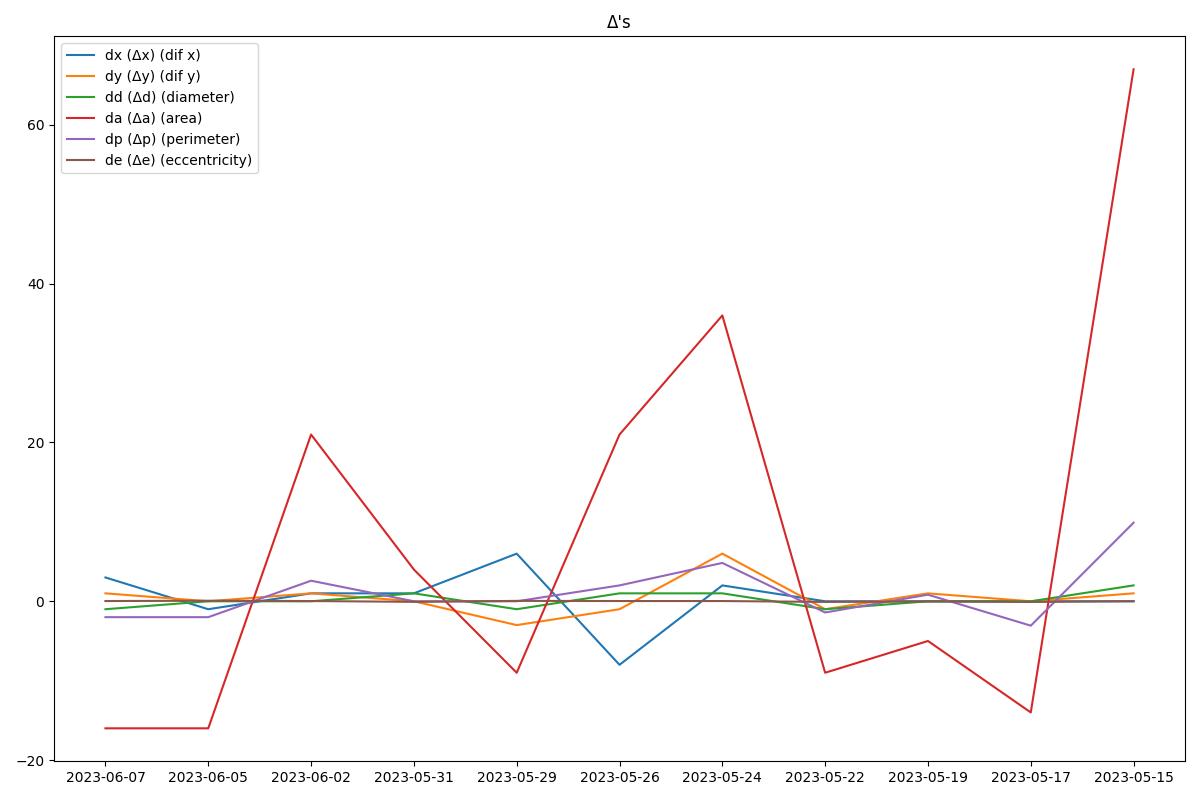 Δ's
dx (Δx) (dif x)
dy (Δy) (dif y)
dd (Δd) (diameter)
da (Δa) (area)
dp (Δp) (perimeter)
de (Δe) (eccentricity)
60
40
20
0
−20
2023-06-07 2023-06-05 2023-06-02 2023-05-31 2023-05-29 2023-05-26 2023-05-24 2023-05-22 2023-05-19 2023-05-17 2023-05-15